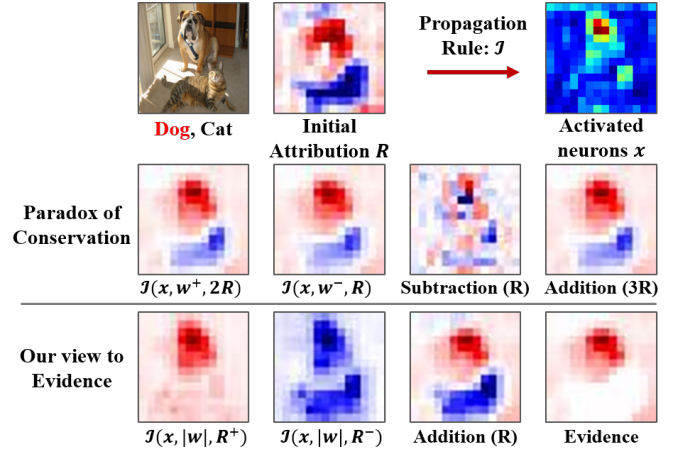 Propagation
Rule: ℐ
Dog, Cat
Initial
Attribution R
Activated
neurons x
Paradox of
Conservation
ℐ(x, w⁺, 2R)
ℐ(x, w⁻, R)
Subtraction (R)
Addition (3R)
Our view to
Evidence
ℐ(x, |w|, R⁺)
ℐ(x, |w|, R⁻)
Addition (R)
Evidence